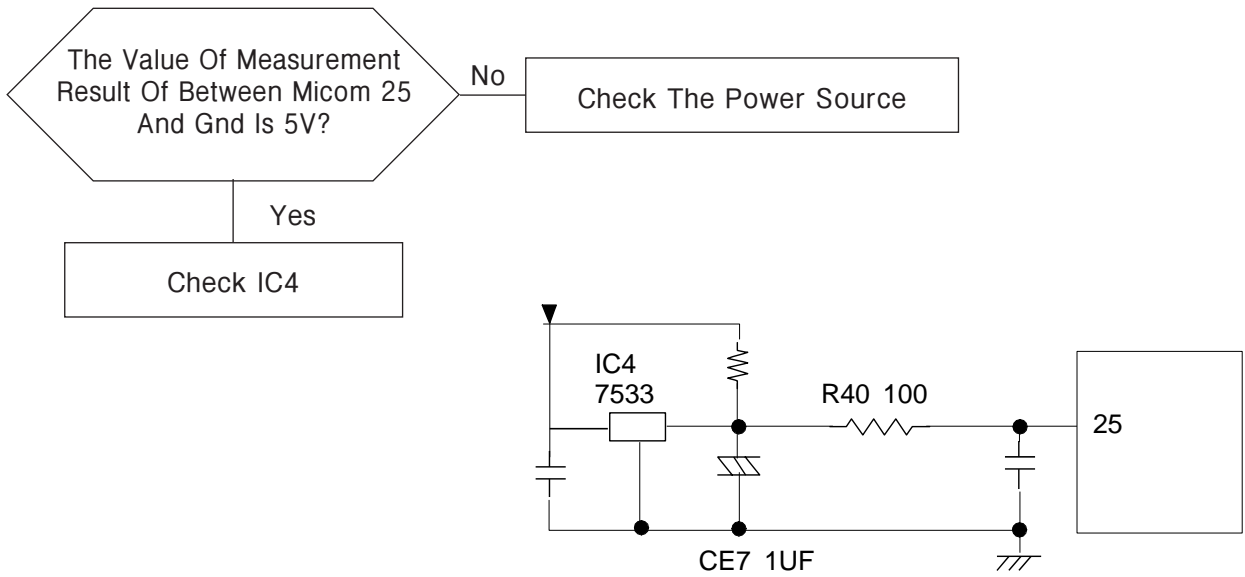 The Value Of Measurement
Result Of Between Micom 25
And Gnd Is 5V?
No
Check The Power Source
Yes
Check IC4
IC4
7533
R40 100
25
CE7 1UF